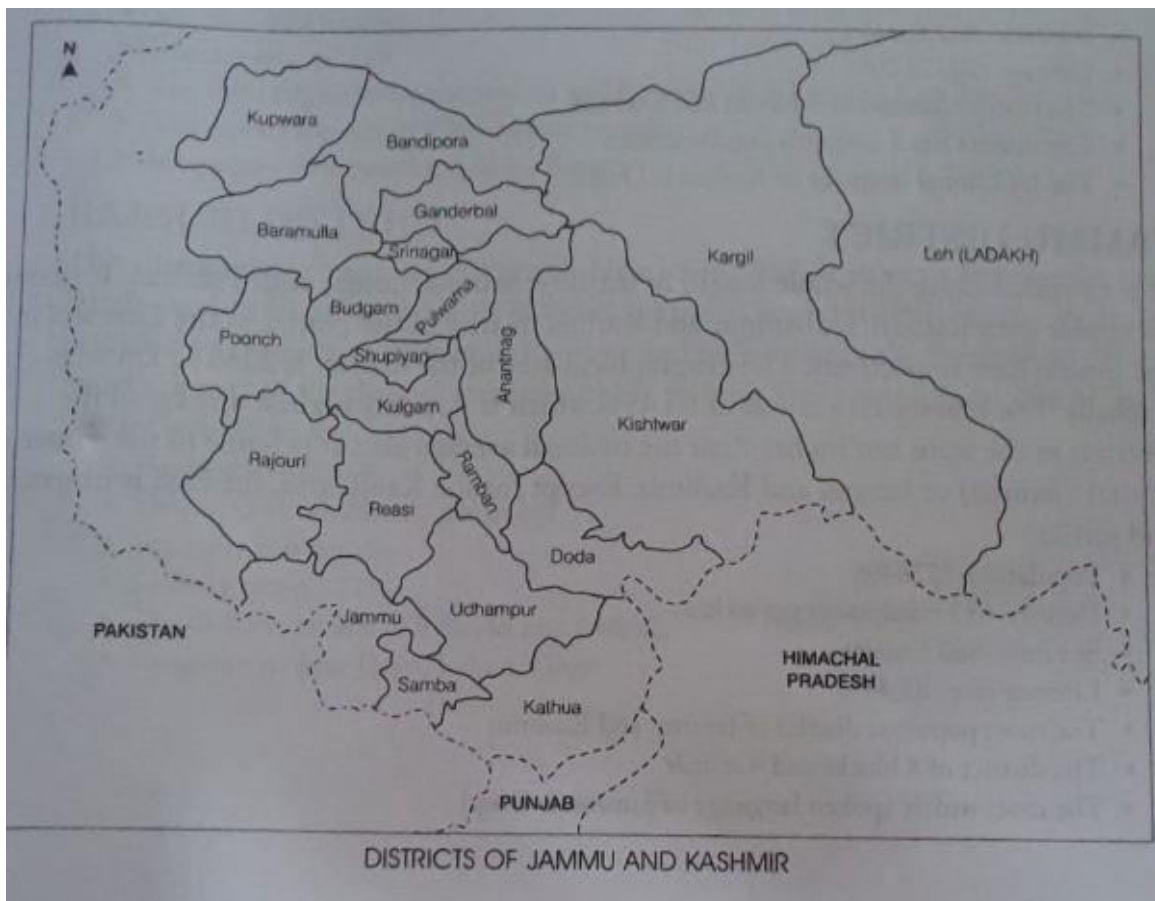 N
Kupwara
Bandipora
Ganderbal
Baramulla
Srinagar
Kargil
Leh (LADAKH)
Budgam
Pulwama
Poonch
Shupiyan
Anantnag
Kulgam
Kishtwar
Rajouri
Ramban
Reasi
Doda
Udhampur
Jammu
PAKISTAN
HIMACHAL
PRADESH
Samba
Kathua
PUNJAB
DISTRICTS OF JAMMU AND KASHMIR